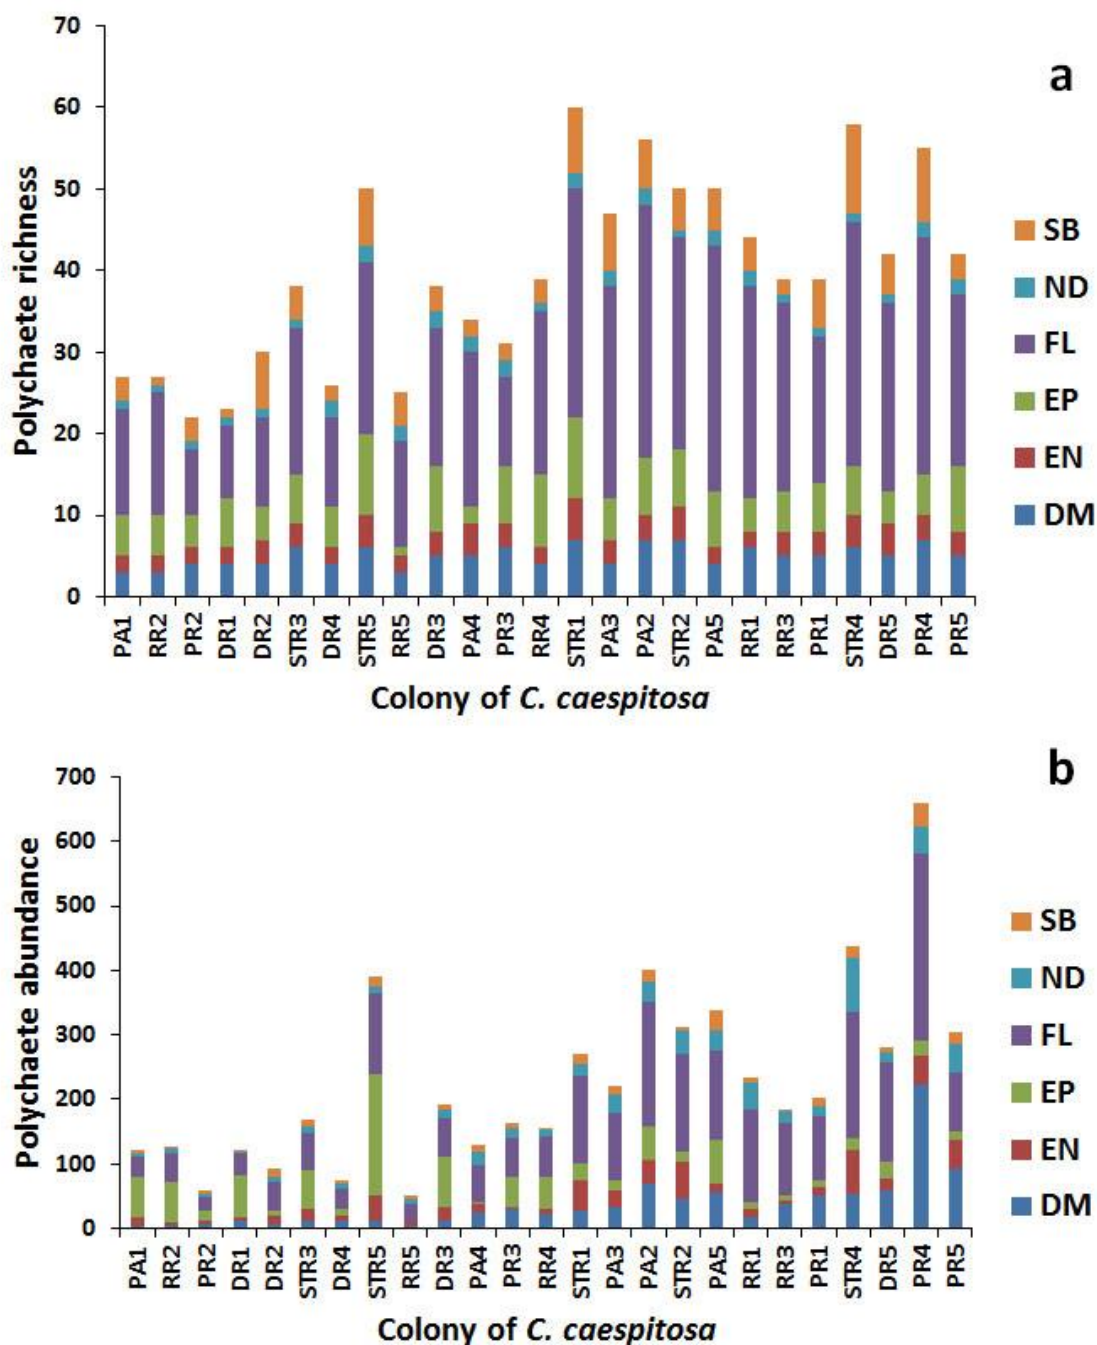 a
Polychaete richness
70
60
50
40
30
20
10
0
PA1 RR2 PR2 DR1 DR2 STR3 DR4 STR5 RR5 DR3 PA4 PR3 RR4 STR1 PA3 PA2 STR2 PA5 RR1 RR3 PR1 STR4 DR5 PR4 PR5
Colony of C. caespitosa
SB
ND
FL
EP
EN
DM
b
Polychaete abundance
700
600
500
400
300
200
100
0
PA1 RR2 PR2 DR1 DR2 STR3 DR4 STR5 RR5 DR3 PA4 PR3 RR4 STR1 PA3 PA2 STR2 PA5 RR1 RR3 PR1 STR4 DR5 PR4 PR5
Colony of C. caespitosa
SB
ND
FL
EP
EN
DM